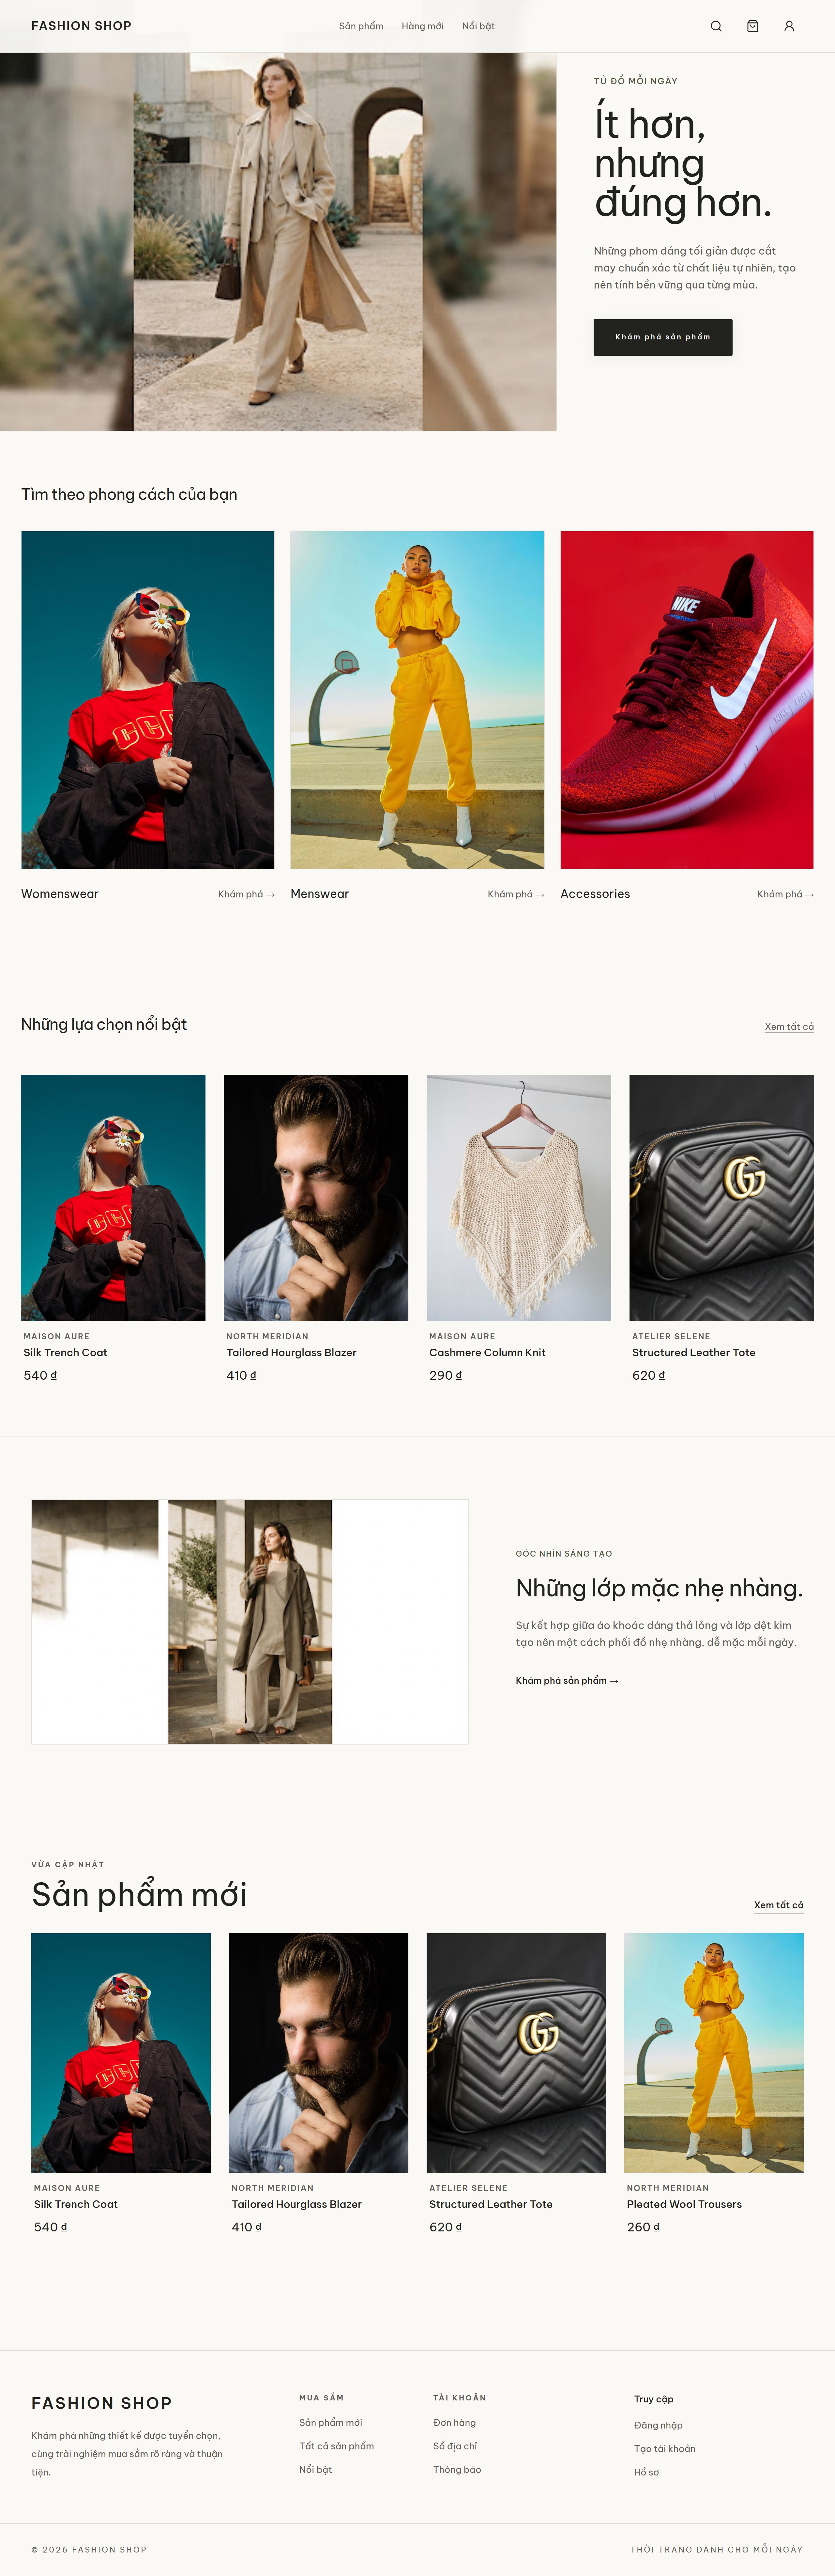 FASHION SHOP
Sản phẩm
Hàng mới
Nổi bật
TỦ ĐỒ MỖI NGÀY
Ít hơn,
nhưng
đúng hơn.
Những phom dáng tối giản được cắt
may chuẩn xác từ chất liệu tự nhiên, tạo
nên tính bền vững qua từng mùa.
Khám phá sản phẩm
Tìm theo phong cách của bạn
NIKE
Womenswear
Khám phá →
Menswear
Khám phá →
Accessories
Khám phá →
Những lựa chọn nổi bật
Xem tất cả
MAISON AURE
Silk Trench Coat
540 ₫
NORTH MERIDIAN
Tailored Hourglass Blazer
410 ₫
MAISON AURE
Cashmere Column Knit
290 ₫
ATELIER SELENE
Structured Leather Tote
620 ₫
GÓC NHÌN SÁNG TẠO
Những lớp mặc nhẹ nhàng.
Sự kết hợp giữa áo khoác dáng thả lỏng và lớp dệt kim
tạo nên một cách phối đồ nhẹ nhàng, dễ mặc mỗi ngày.
Khám phá sản phẩm →
VỪA CẬP NHẬT
Sản phẩm mới
Xem tất cả
MAISON AURE
Silk Trench Coat
540 ₫
NORTH MERIDIAN
Tailored Hourglass Blazer
410 ₫
ATELIER SELENE
Structured Leather Tote
620 ₫
NORTH MERIDIAN
Pleated Wool Trousers
260 ₫
FASHION SHOP
Khám phá những thiết kế được tuyển chọn,
cùng trải nghiệm mua sắm rõ ràng và thuận
tiện.
MUA SẮM
Sản phẩm mới
Tất cả sản phẩm
Nổi bật
TÀI KHOẢN
Đơn hàng
Sổ địa chỉ
Thông báo
Truy cập
Đăng nhập
Tạo tài khoản
Hồ sơ
© 2026 FASHION SHOP
THỜI TRANG DÀNH CHO MỖI NGÀY